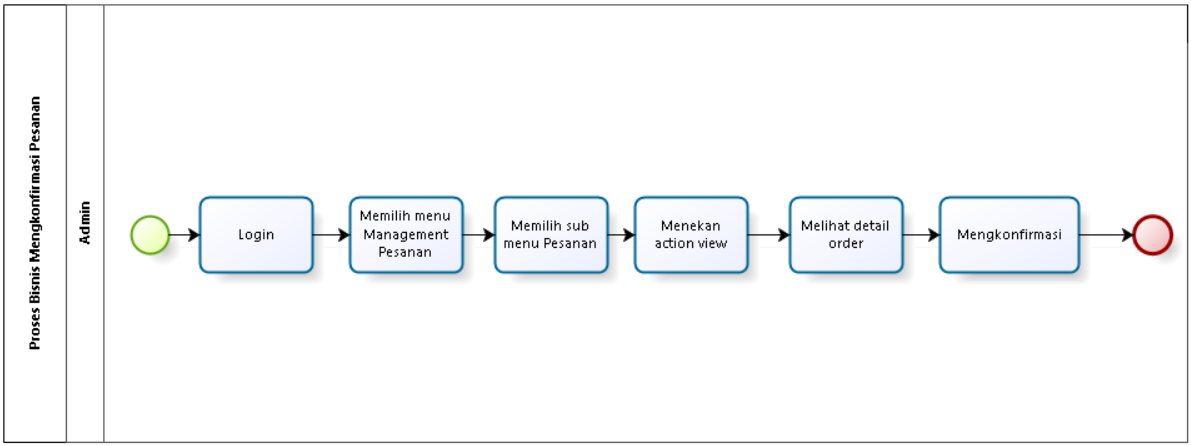 Proses Bisnis Mengkonfirmasi Pesanan
Admin
Login
Memilih menu
Management
Pesanan
Memilih sub
menu Pesanan
Menekan
action view
Melihat detail
order
Mengkonfirmasi